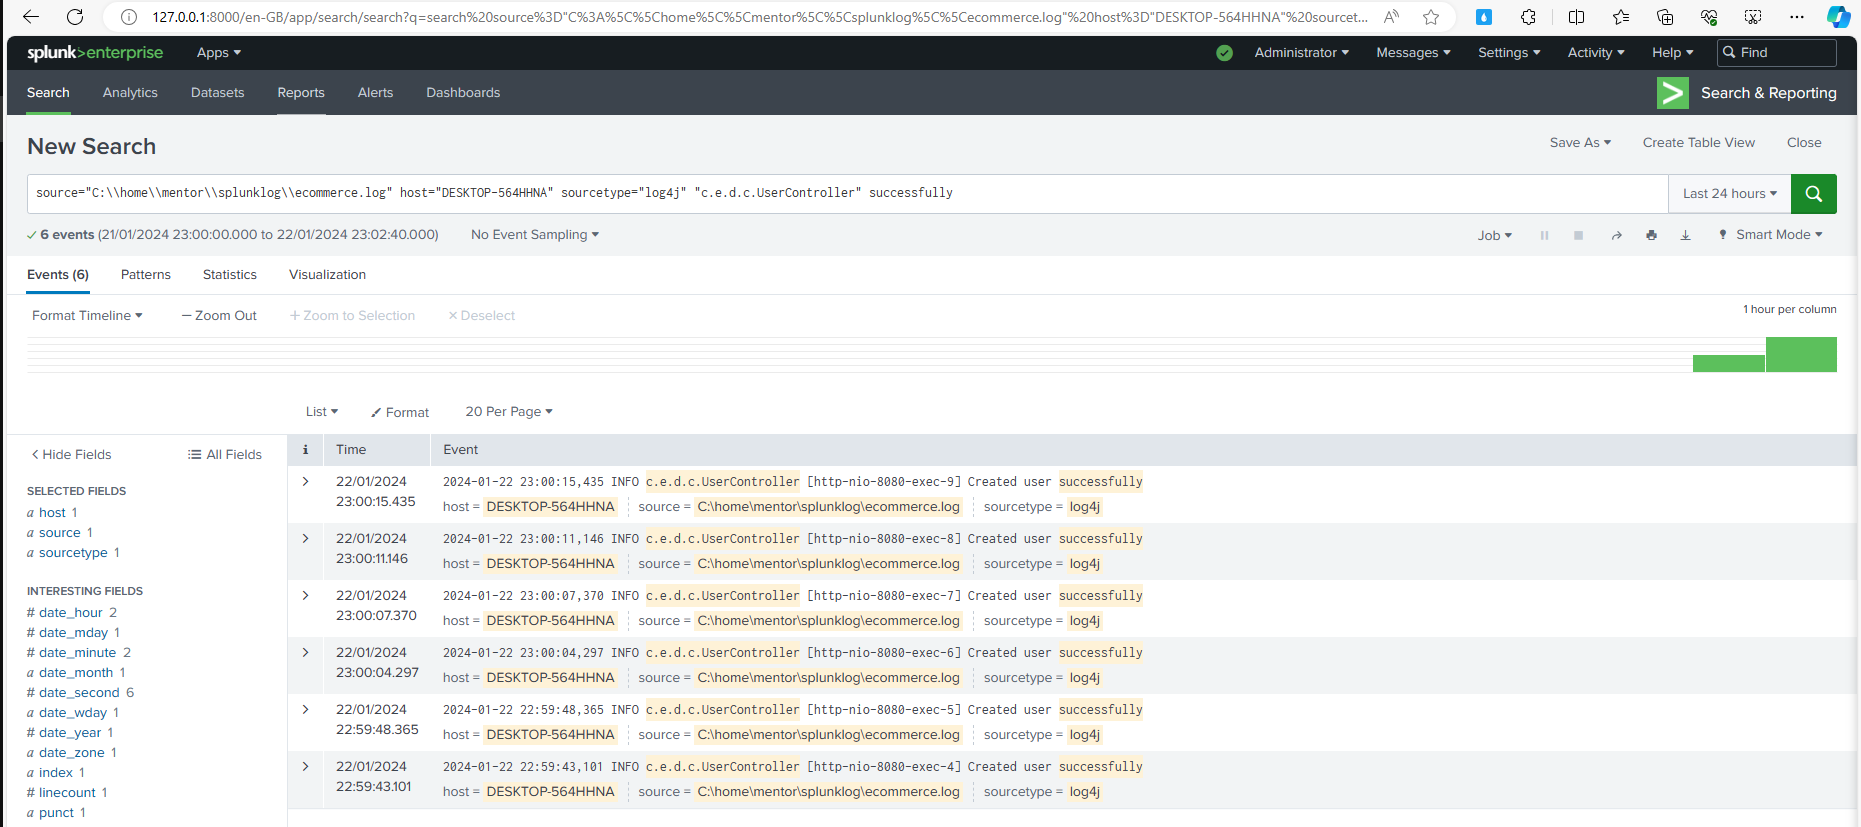 127.0.0.1:8000/en-GB/app/search/search?q=search%20source%3D"C%3A%5C%5Chome%5C%5Cmentor%5C%5Csplunklog%5C%5Cecommerce.log"%20host%3D"DESKTOP-564HHNA"%20sourcet...
splunk>enterprise Apps Administrator Messages Settings Activity Help Find
Search Analytics Datasets Reports Alerts Dashboards Search & Reporting
New Search Save As Create Table View Close
source="C:\\home\\mentor\\splunklog\\ecommerce.log" host="DESKTOP-564HHNA" sourcetype="log4j" "c.e.d.c.UserController" successfully Last 24 hours
6 events (21/01/2024 23:00:00.000 to 22/01/2024 23:02:40.000) No Event Sampling Job Smart Mode
Events (6) Patterns Statistics Visualization
Format Timeline — Zoom Out + Zoom to Selection × Deselect 1 hour per column
List Format 20 Per Page
< Hide Fields All Fields
SELECTED FIELDS
a host 1
a source 1
a sourcetype 1
INTERESTING FIELDS
# date_hour 2
# date_mday 1
# date_minute 2
a date_month 1
# date_second 6
a date_wday 1
# date_year 1
a date_zone 1
a index 1
# linecount 1
a punct 1
i Time Event
22/01/2024 2024-01-22 23:00:15,435 INFO c.e.d.c.UserController [http-nio-8080-exec-9] Created user successfully
23:00:15.435 host = DESKTOP-564HHNA source = C:\home\mentor\splunklog\ecommerce.log sourcetype = log4j
22/01/2024 2024-01-22 23:00:11,146 INFO c.e.d.c.UserController [http-nio-8080-exec-8] Created user successfully
23:00:11.146 host = DESKTOP-564HHNA source = C:\home\mentor\splunklog\ecommerce.log sourcetype = log4j
22/01/2024 2024-01-22 23:00:07,370 INFO c.e.d.c.UserController [http-nio-8080-exec-7] Created user successfully
23:00:07.370 host = DESKTOP-564HHNA source = C:\home\mentor\splunklog\ecommerce.log sourcetype = log4j
22/01/2024 2024-01-22 23:00:04,297 INFO c.e.d.c.UserController [http-nio-8080-exec-6] Created user successfully
23:00:04.297 host = DESKTOP-564HHNA source = C:\home\mentor\splunklog\ecommerce.log sourcetype = log4j
22/01/2024 2024-01-22 22:59:48,365 INFO c.e.d.c.UserController [http-nio-8080-exec-5] Created user successfully
22:59:48.365 host = DESKTOP-564HHNA source = C:\home\mentor\splunklog\ecommerce.log sourcetype = log4j
22/01/2024 2024-01-22 22:59:43,101 INFO c.e.d.c.UserController [http-nio-8080-exec-4] Created user successfully
22:59:43.101 host = DESKTOP-564HHNA source = C:\home\mentor\splunklog\ecommerce.log sourcetype = log4j